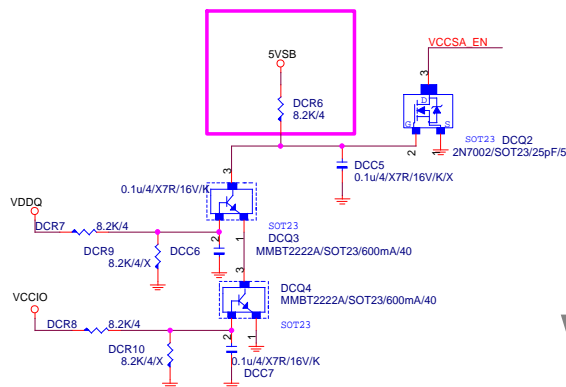 VCCSA_EN
5VSB
DCR6
8.2K/4
3
D
G
S
SOT23
DCQ2
2
1
2N7002/SOT23/25pF/5
3
DCC5
0.1u/4/X7R/16V/K/X
0.1u/4/X7R/16V/K
VDDQ
SOT23
DCR7
8.2K/4
DCQ3
DCR9
DCC6
2
1
MMBT2222A/SOT23/600mA/40
8.2K/4/X
3
DCQ4
MMBT2222A/SOT23/600mA/40
VCCIO
SOT23
DCR8
8.2K/4
2
1
DCR10
0.1u/4/X7R/16V/K
8.2K/4/X
DCC7